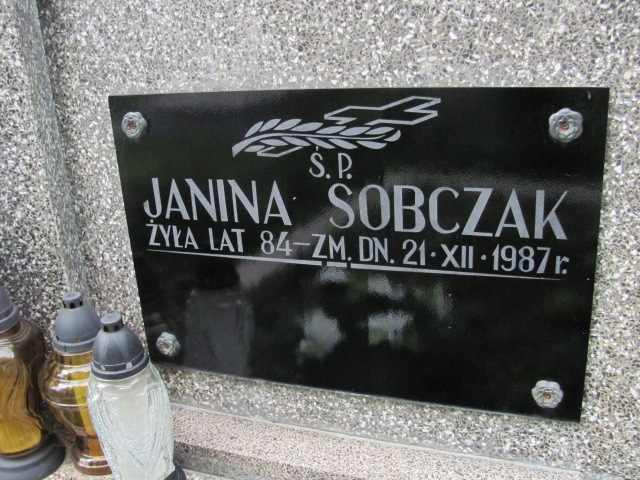 Ś. P.
JANINA SOBCZAK
ŻYŁA LAT 84 – ZM. DN. 21 · XII · 1987 r.